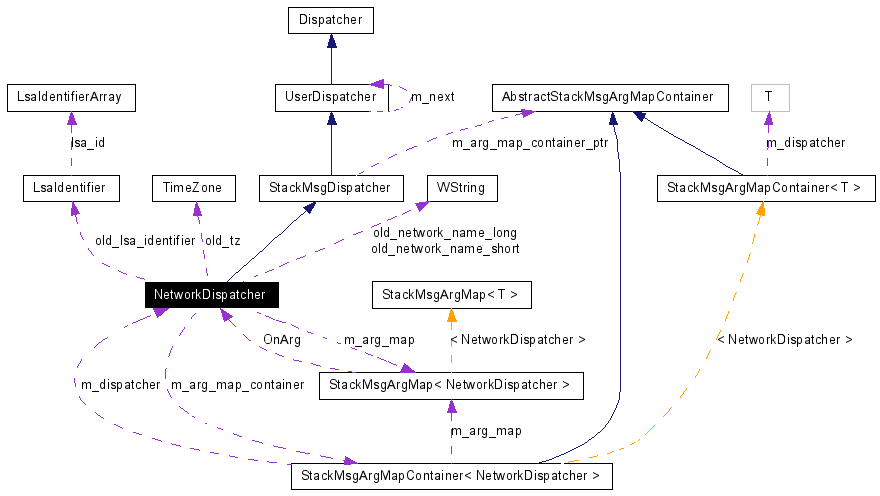 Dispatcher
LsaIdentifierArray
UserDispatcher
m_next
AbstractStackMsgArgMapContainer
T
lsa_id
m_arg_map_container_ptr
m_dispatcher
LsaIdentifier
TimeZone
StackMsgDispatcher
WString
StackMsgArgMapContainer< T >
old_lsa_identifier
old_tz
old_network_name_long
old_network_name_short
NetworkDispatcher
StackMsgArgMap< T >
OnArg
m_arg_map
< NetworkDispatcher >
< NetworkDispatcher >
m_dispatcher
m_arg_map_container
StackMsgArgMap< NetworkDispatcher >
m_arg_map
StackMsgArgMapContainer< NetworkDispatcher >